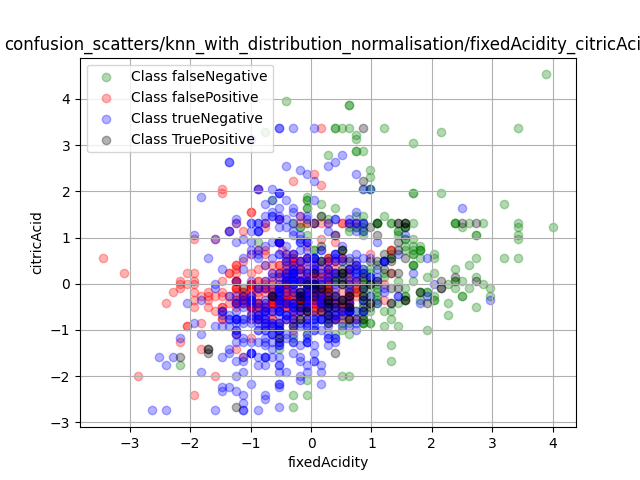 confusion_scatters/knn_with_distribution_normalisation/fixedAcidity_citricAci
Class falseNegative
Class falsePositive
Class trueNegative
Class TruePositive
4
3
2
1
0
−1
−2
−3
citricAcid
−3 −2 −1 0 1 2 3 4
fixedAcidity